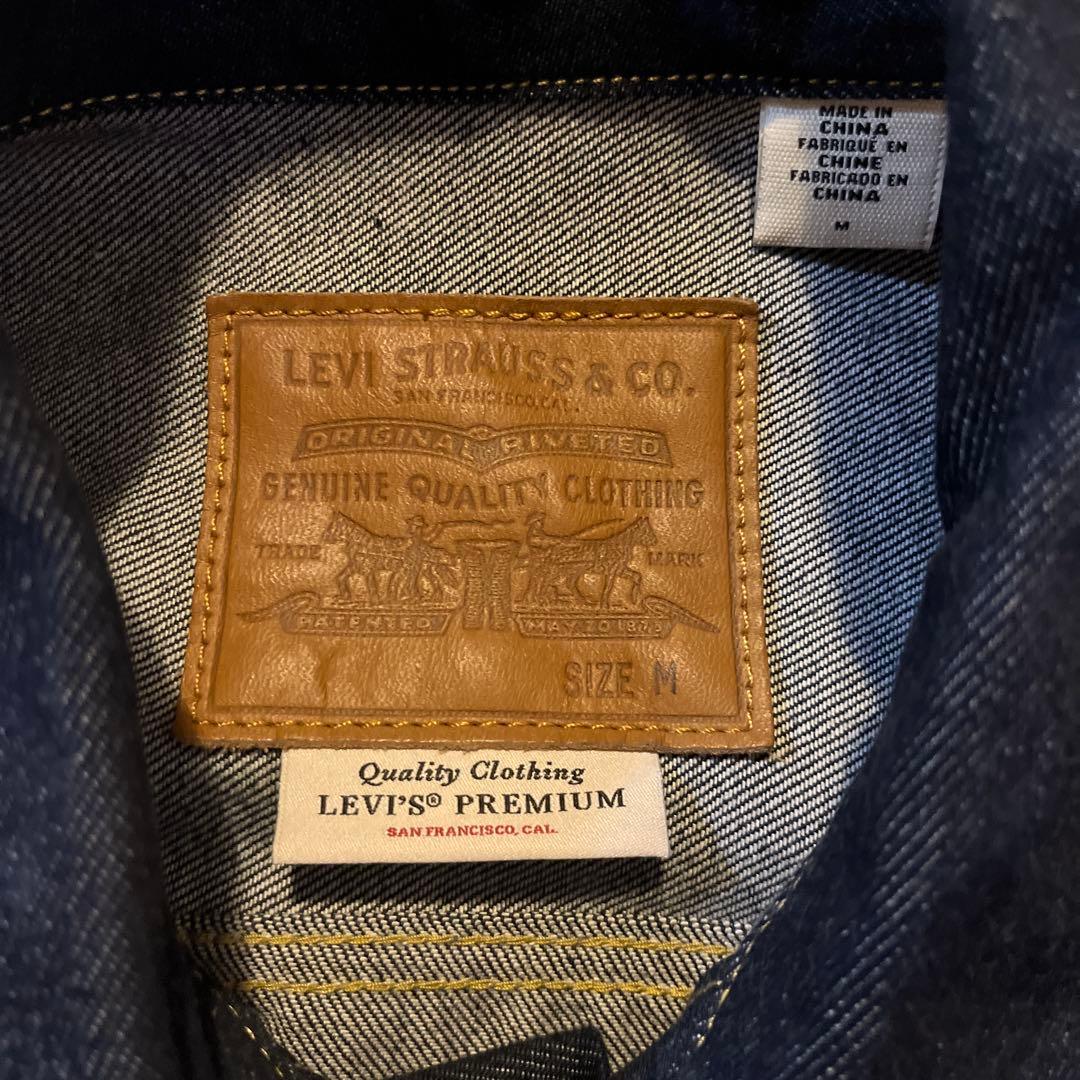 MADE IN
CHINA
FABRIQUÉ EN
CHINE
FABRICADO EN
CHINA
M
LEVI STRAUSS & CO.
SAN FRANCISCO, CAL.
ORIGINAL RIVETED
GENUINE QUALITY CLOTHING
TRADE MARK
PATENTED MAY 20 1873
SIZE M
Quality Clothing
LEVI'S® PREMIUM
SAN FRANCISCO, CAL.